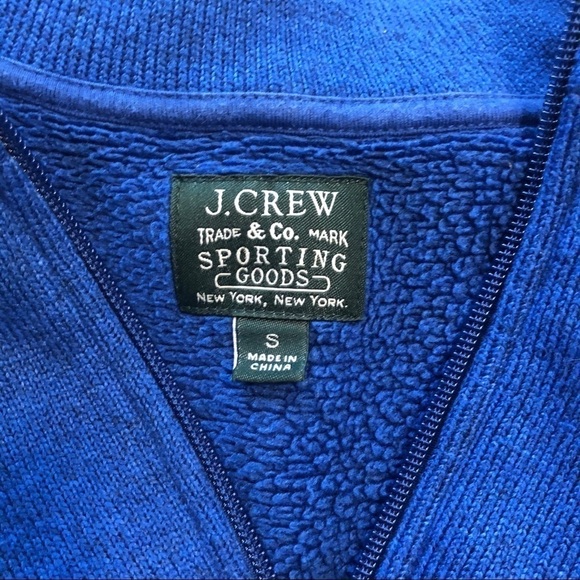 J.CREW
TRADE & Co. MARK
SPORTING
GOODS
NEW YORK, NEW YORK.
S
MADE IN
CHINA